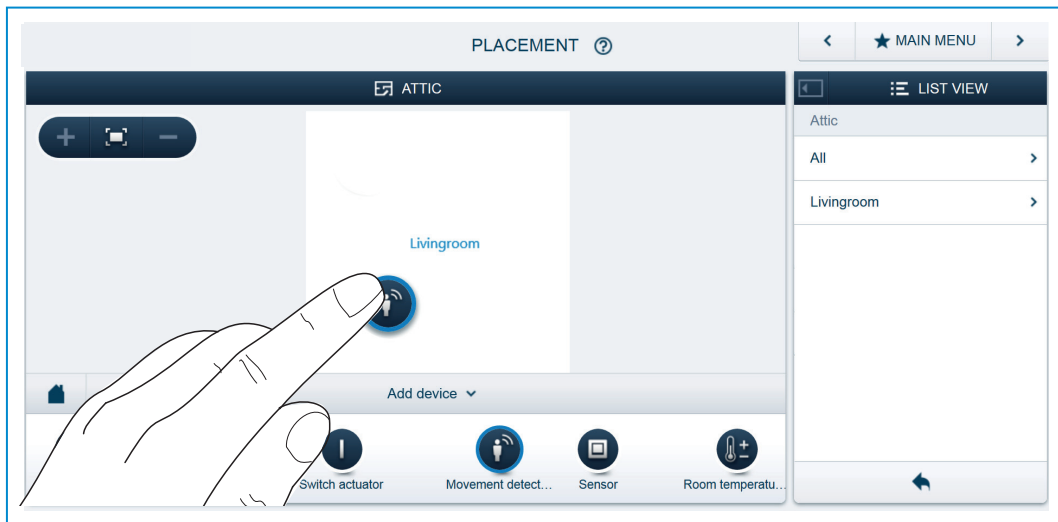 PLACEMENT ?
MAIN MENU
ATTIC
LIST VIEW
Attic
All
Livingroom
Livingroom
Add device
Switch actuator
Movement detect...
Sensor
Room temperatu...